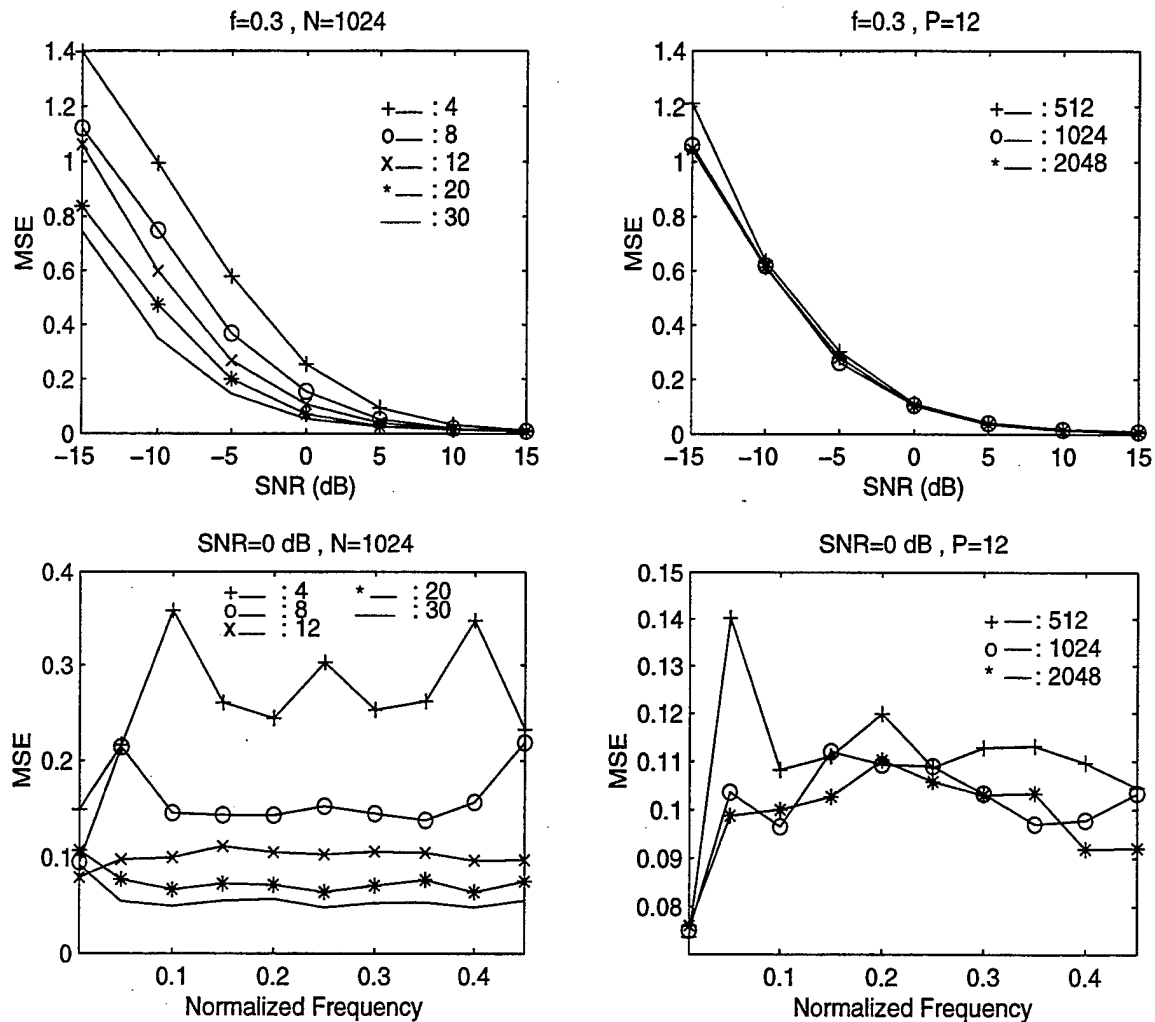 f=0.3 , N=1024
1.4
1.2
1
0.8
0.6
0.4
0.2
0
MSE
+— : 4
o— : 8
x— : 12
*— : 20
— : 30
−15 −10 −5 0 5 10 15
SNR (dB)
f=0.3 , P=12
1.4
1.2
1
0.8
0.6
0.4
0.2
0
MSE
+— : 512
o— : 1024
*— : 2048
−15 −10 −5 0 5 10 15
SNR (dB)
SNR=0 dB , N=1024
0.4
0.3
0.2
0.1
0
MSE
+— : 4
o— : 8
x— : 12
*— : 20
— : 30
0.1 0.2 0.3 0.4
Normalized Frequency
SNR=0 dB , P=12
0.15
0.14
0.13
0.12
0.11
0.1
0.09
0.08
MSE
+ — : 512
o — : 1024
* — : 2048
0.1 0.2 0.3 0.4
Normalized Frequency